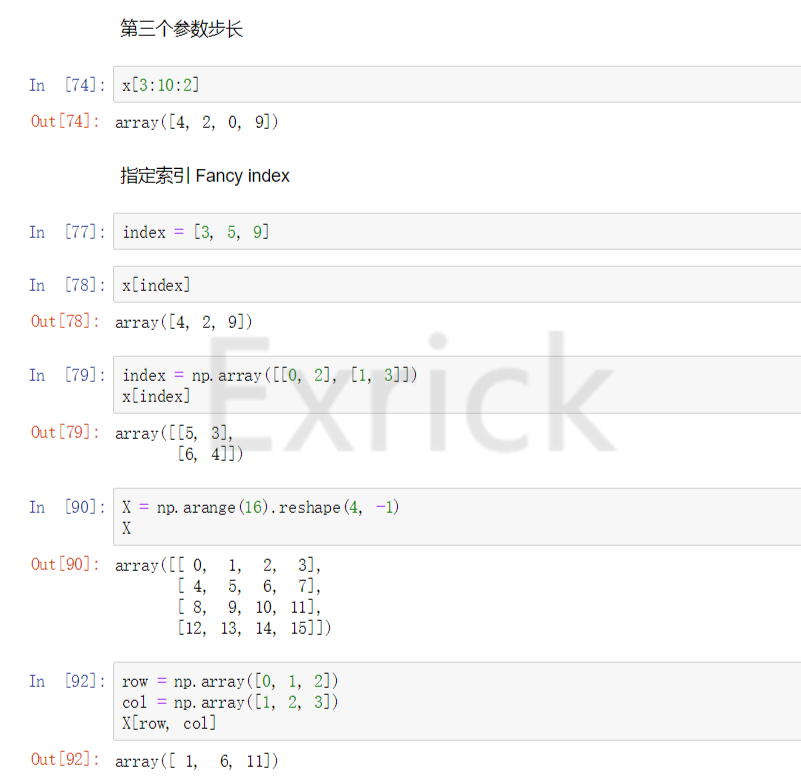 第三个参数步长
In [74]: x[3:10:2]
Out[74]: array([4, 2, 0, 9])
指定索引 Fancy index
In [77]: index = [3, 5, 9]
In [78]: x[index]
Out[78]: array([4, 2, 9])
In [79]: index = np.array([[0, 2], [1, 3]])
x[index]
Out[79]: array([[5, 3],
[6, 4]])
In [90]: X = np.arange(16).reshape(4, -1)
X
Out[90]: array([[ 0, 1, 2, 3],
[ 4, 5, 6, 7],
[ 8, 9, 10, 11],
[12, 13, 14, 15]])
In [92]: row = np.array([0, 1, 2])
col = np.array([1, 2, 3])
X[row, col]
Out[92]: array([ 1, 6, 11])
Exrick